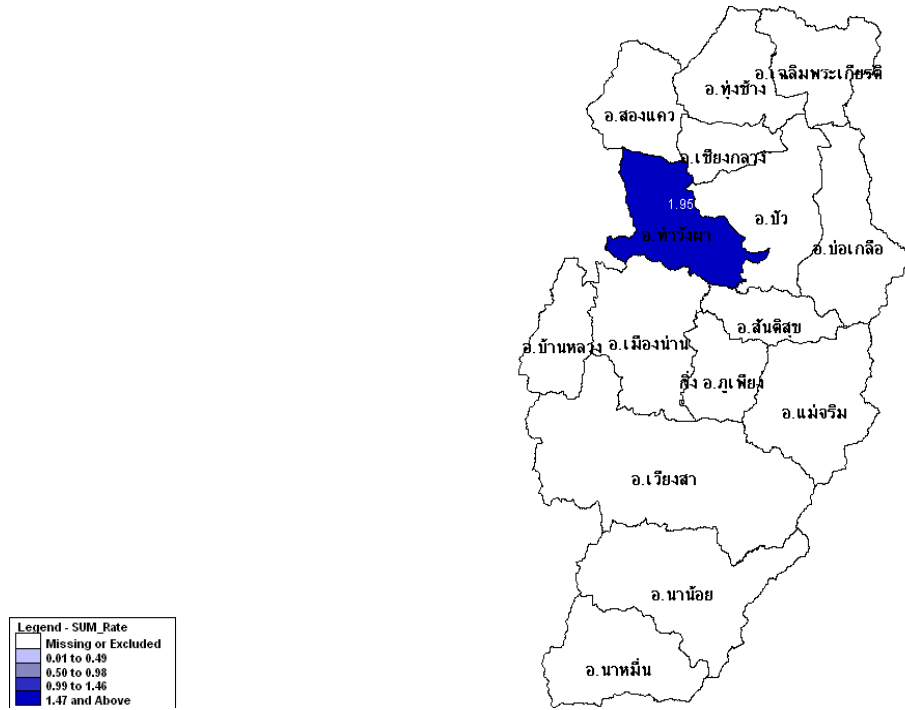 อ.เฉลิมพระเกียรติ
อ.ทุ่งช้าง
อ.สองแคว
อ.เชียงกลาง
1.95
อ.ปัว
อ.ท่าวังผา
อ.บ่อเกลือ
อ.สันติสุข
อ.บ้านหลวง
อ.เมืองน่าน
กิ่ง อ.ภูเพียง
อ.แม่จริม
อ.เวียงสา
อ.นาน้อย
อ.นาหมื่น
Legend - SUM_Rate
Missing or Excluded
0.01 to 0.49
0.50 to 0.98
0.99 to 1.46
1.47 and Above